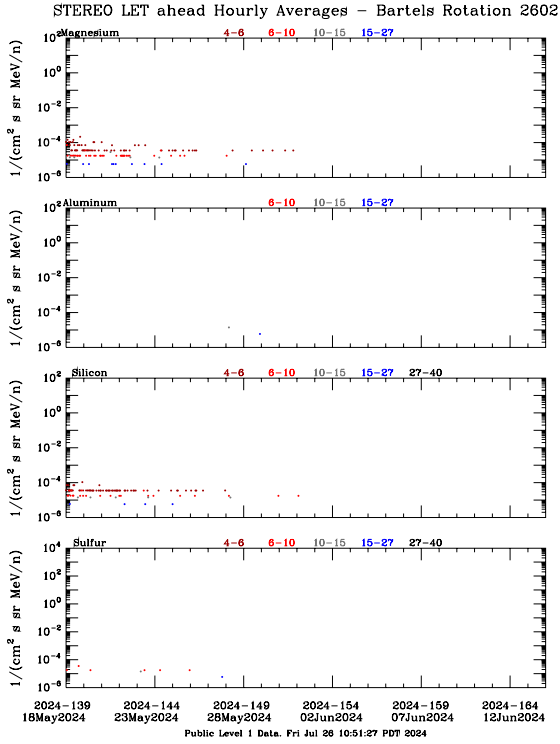 STEREO LET ahead Hourly Averages - Bartels Rotation 2602
Magnesium 4-6 6-10 10-15 15-27
10² 10⁰ 10⁻² 10⁻⁴ 10⁻⁶
1/(cm² s sr MeV/n)
Aluminum 6-10 10-15 15-27
10² 10⁰ 10⁻² 10⁻⁴ 10⁻⁶
1/(cm² s sr MeV/n)
Silicon 4-6 6-10 10-15 15-27 27-40
10² 10⁰ 10⁻² 10⁻⁴ 10⁻⁶
1/(cm² s sr MeV/n)
Sulfur 4-6 6-10 10-15 15-27 27-40
10⁴ 10² 10⁰ 10⁻² 10⁻⁴ 10⁻⁶
1/(cm² s sr MeV/n)
2024-139 2024-144 2024-149 2024-154 2024-159 2024-164
18May2024 23May2024 28May2024 02Jun2024 07Jun2024 12Jun2024
Public Level 1 Data. Fri Jul 26 10:51:27 PDT 2024